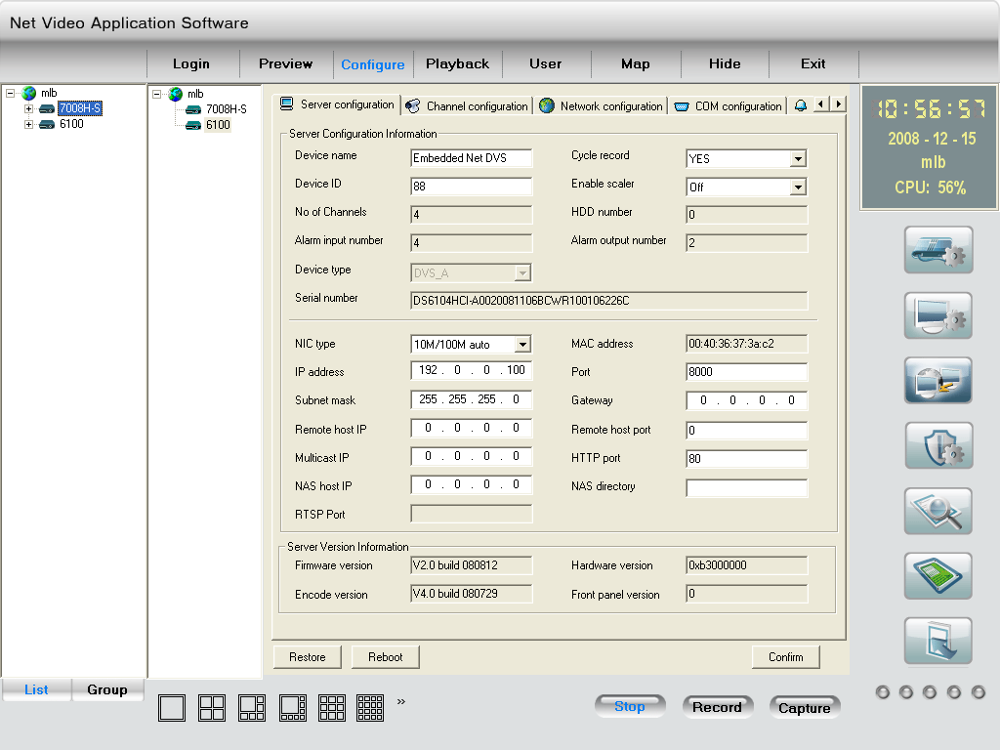 Net Video Application Software
Login Preview Configure Playback User Map Hide Exit
mlb
7008H-S
6100
mlb
7008H-S
6100
Server configuration Channel configuration Network configuration COM configuration
Server Configuration Information
Device name Embedded Net DVS Cycle record YES
Device ID 88 Enable scaler Off
No of Channels 4 HDD number 0
Alarm input number 4 Alarm output number 2
Device type DVS_A
Serial number DS6104HCI-A0020081106BCWR100106226C
NIC type 10M/100M auto MAC address 00:40:36:37:3a:c2
IP address 192 . 0 . 0 . 100 Port 8000
Subnet mask 255 . 255 . 255 . 0 Gateway 0 . 0 . 0 . 0
Remote host IP 0 . 0 . 0 . 0 Remote host port 0
Multicast IP 0 . 0 . 0 . 0 HTTP port 80
NAS host IP 0 . 0 . 0 . 0 NAS directory
RTSP Port
Server Version Information
Firmware version V2.0 build 080812 Hardware version 0xb3000000
Encode version V4.0 build 080729 Front panel version 0
Restore Reboot Confirm
10:56:57
2008 - 12 - 15
mlb
CPU: 56%
List Group
»
Stop Record Capture